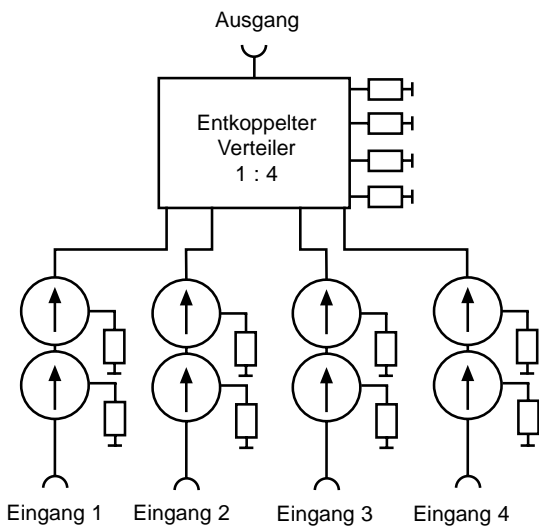 Ausgang
Entkoppelter
Verteiler
1 : 4
Eingang 1 Eingang 2 Eingang 3 Eingang 4